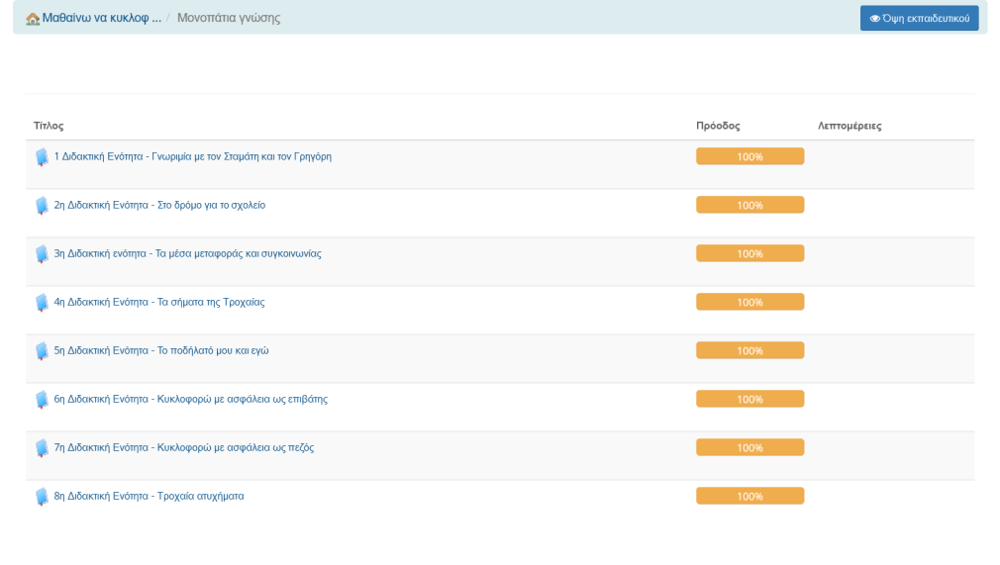 Μαθαίνω να κυκλοφ ... / Μονοπάτια γνώσης
Όψη εκπαιδευτικού
Τίτλος Πρόοδος Λεπτομέρειες
1 Διδακτική Ενότητα - Γνωριμία με τον Σταμάτη και τον Γρηγόρη 100%
2η Διδακτική Ενότητα - Στο δρόμο για το σχολείο 100%
3η Διδακτική ενότητα - Τα μέσα μεταφοράς και συγκοινωνίας 100%
4η Διδακτική Ενότητα - Τα σήματα της Τροχαίας 100%
5η Διδακτική Ενότητα - Το ποδήλατό μου και εγώ 100%
6η Διδακτική Ενότητα - Κυκλοφορώ με ασφάλεια ως επιβάτης 100%
7η Διδακτική Ενότητα - Κυκλοφορώ με ασφάλεια ως πεζός 100%
8η Διδακτική Ενότητα - Τροχαία ατυχήματα 100%